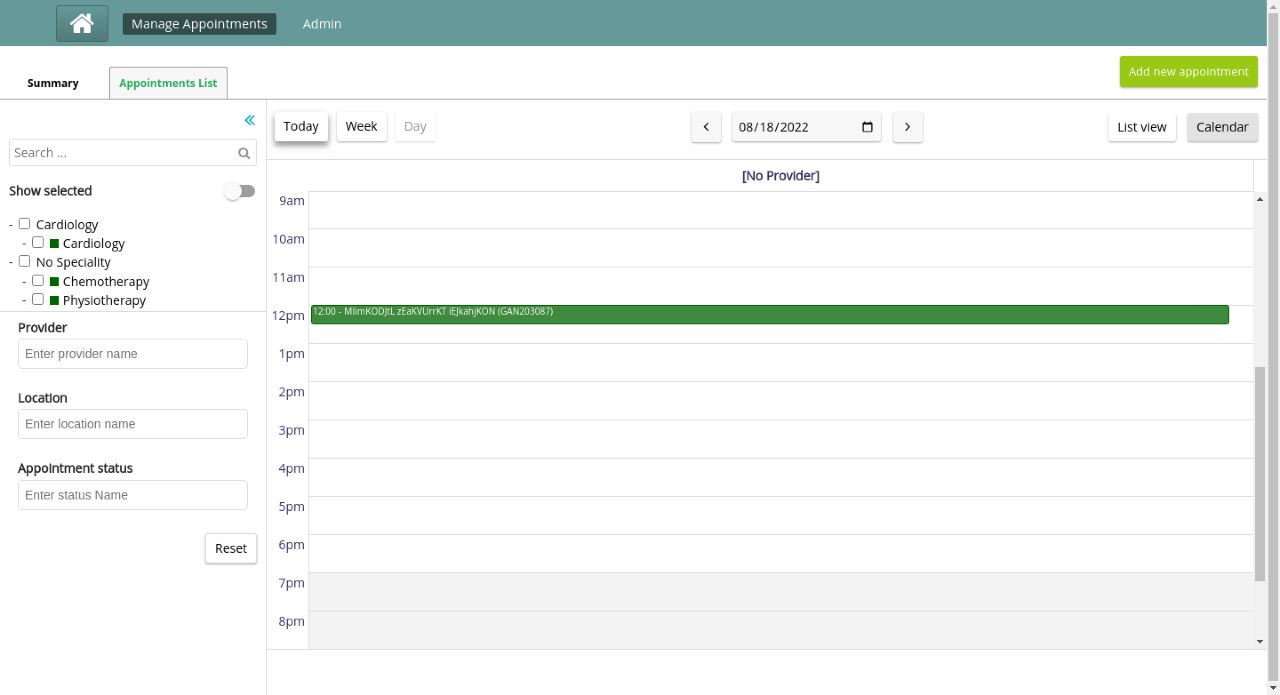 Manage Appointments Admin
Summary Appointments List Add new appointment
Today Week Day 08/18/2022 List view Calendar
Search ...
Show selected
- Cardiology
- Cardiology
- No Speciality
- Chemotherapy
- Physiotherapy
Provider
Enter provider name
Location
Enter location name
Appointment status
Enter status Name
Reset
[No Provider]
9am
10am
11am
12pm 12:00 - MlimKODJtL zEaKVUrrKT iEJkahjKON (GAN203087)
1pm
2pm
3pm
4pm
5pm
6pm
7pm
8pm